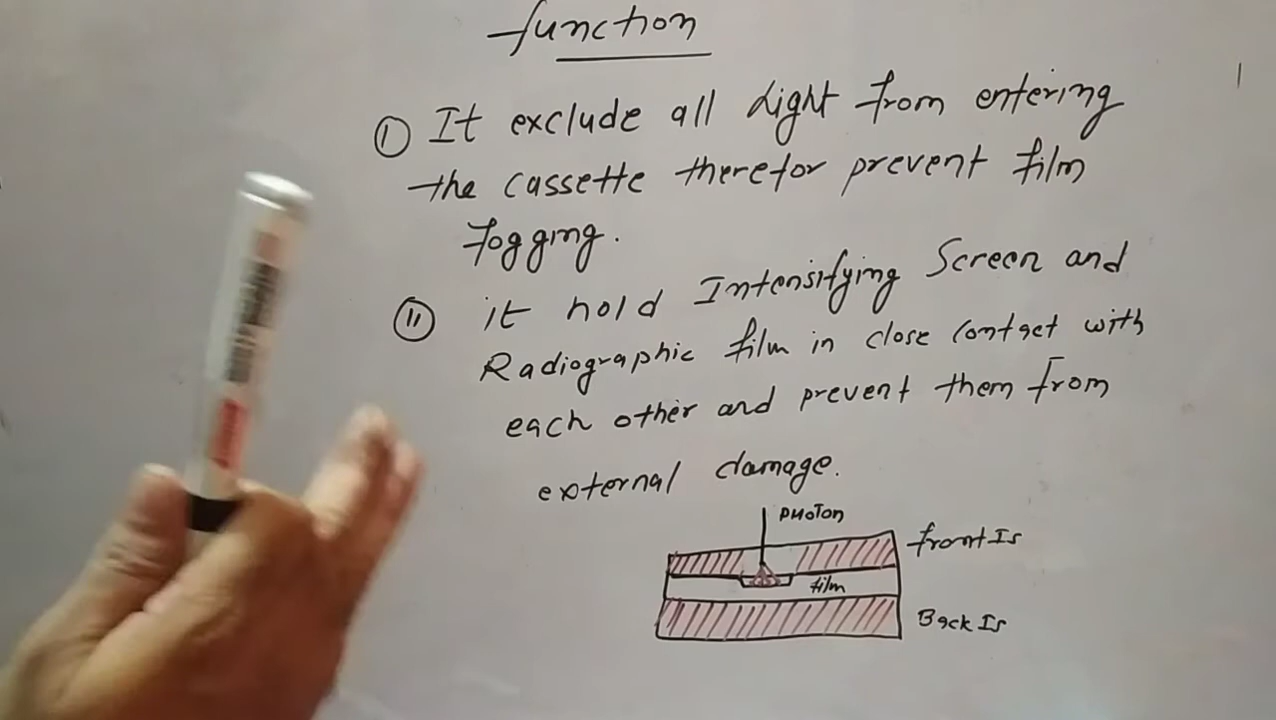 function
① It exclude all Light from entering
the cassette therefor prevent film
fogging.
⑪ it hold Intensifying Screen and
Radiographic film in close contact with
each other and prevent them from
external damage.
PHOTON
front Is
film
Back Is